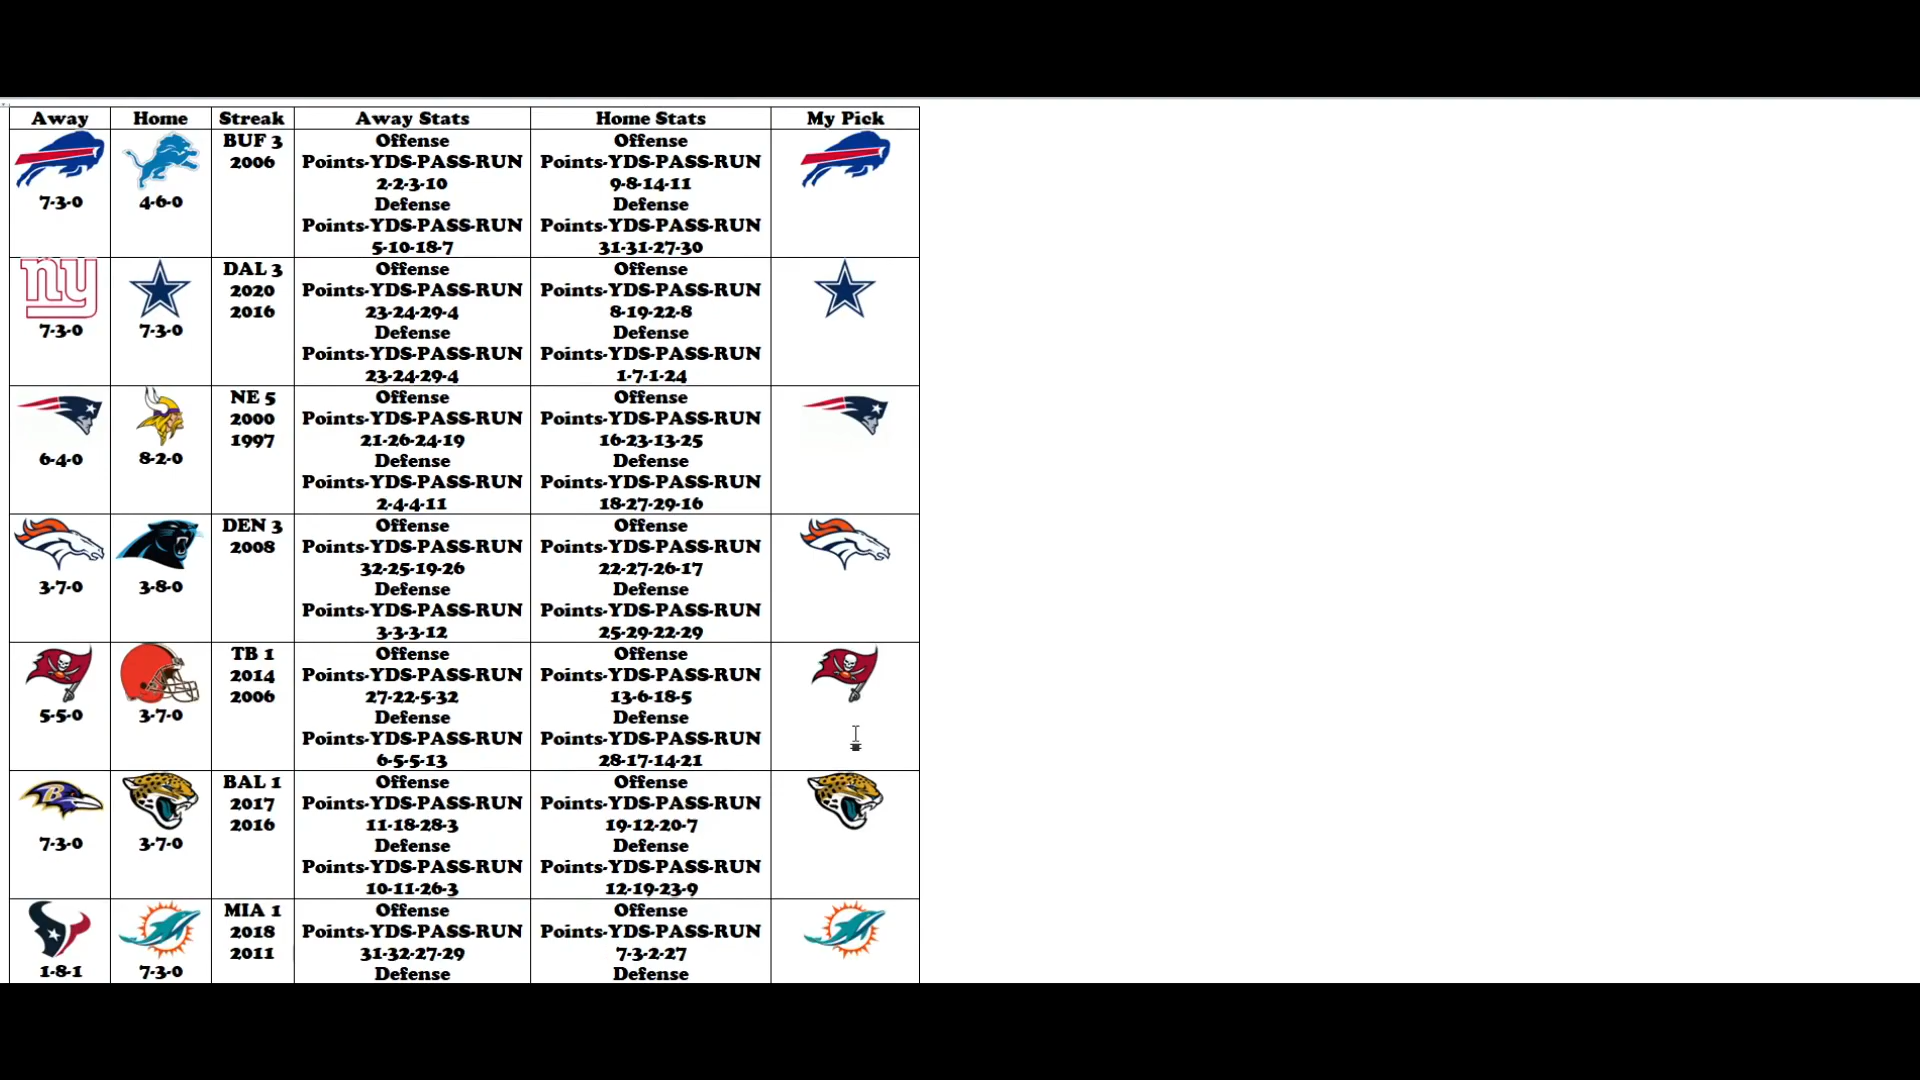 Away Home Streak Away Stats Home Stats My Pick
BUF 3 Offense Offense
2006 Points-YDS-PASS-RUN Points-YDS-PASS-RUN
2-2-3-10 9-8-14-11
7-3-0 4-6-0 Defense Defense
Points-YDS-PASS-RUN Points-YDS-PASS-RUN
5-10-18-7 31-31-27-30
ny DAL 3 Offense Offense
2020 Points-YDS-PASS-RUN Points-YDS-PASS-RUN
2016 23-24-29-4 8-19-22-8
7-3-0 7-3-0 Defense Defense
Points-YDS-PASS-RUN Points-YDS-PASS-RUN
23-24-29-4 1-7-1-24
NE 5 Offense Offense
2000 Points-YDS-PASS-RUN Points-YDS-PASS-RUN
1997 21-26-24-19 16-23-13-25
6-4-0 8-2-0 Defense Defense
Points-YDS-PASS-RUN Points-YDS-PASS-RUN
2-4-4-11 18-27-29-16
DEN 3 Offense Offense
2008 Points-YDS-PASS-RUN Points-YDS-PASS-RUN
32-25-19-26 22-27-26-17
3-7-0 3-8-0 Defense Defense
Points-YDS-PASS-RUN Points-YDS-PASS-RUN
3-3-3-12 25-29-22-29
TB 1 Offense Offense
2014 Points-YDS-PASS-RUN Points-YDS-PASS-RUN
2006 27-22-5-32 13-6-18-5
5-5-0 3-7-0 Defense Defense
Points-YDS-PASS-RUN Points-YDS-PASS-RUN
6-5-5-13 28-17-14-21
B BAL 1 Offense Offense
2017 Points-YDS-PASS-RUN Points-YDS-PASS-RUN
2016 11-18-28-3 19-12-20-7
7-3-0 3-7-0 Defense Defense
Points-YDS-PASS-RUN Points-YDS-PASS-RUN
10-11-26-3 12-19-23-9
MIA 1 Offense Offense
2018 Points-YDS-PASS-RUN Points-YDS-PASS-RUN
2011 31-32-27-29 7-3-2-27
1-8-1 7-3-0 Defense Defense